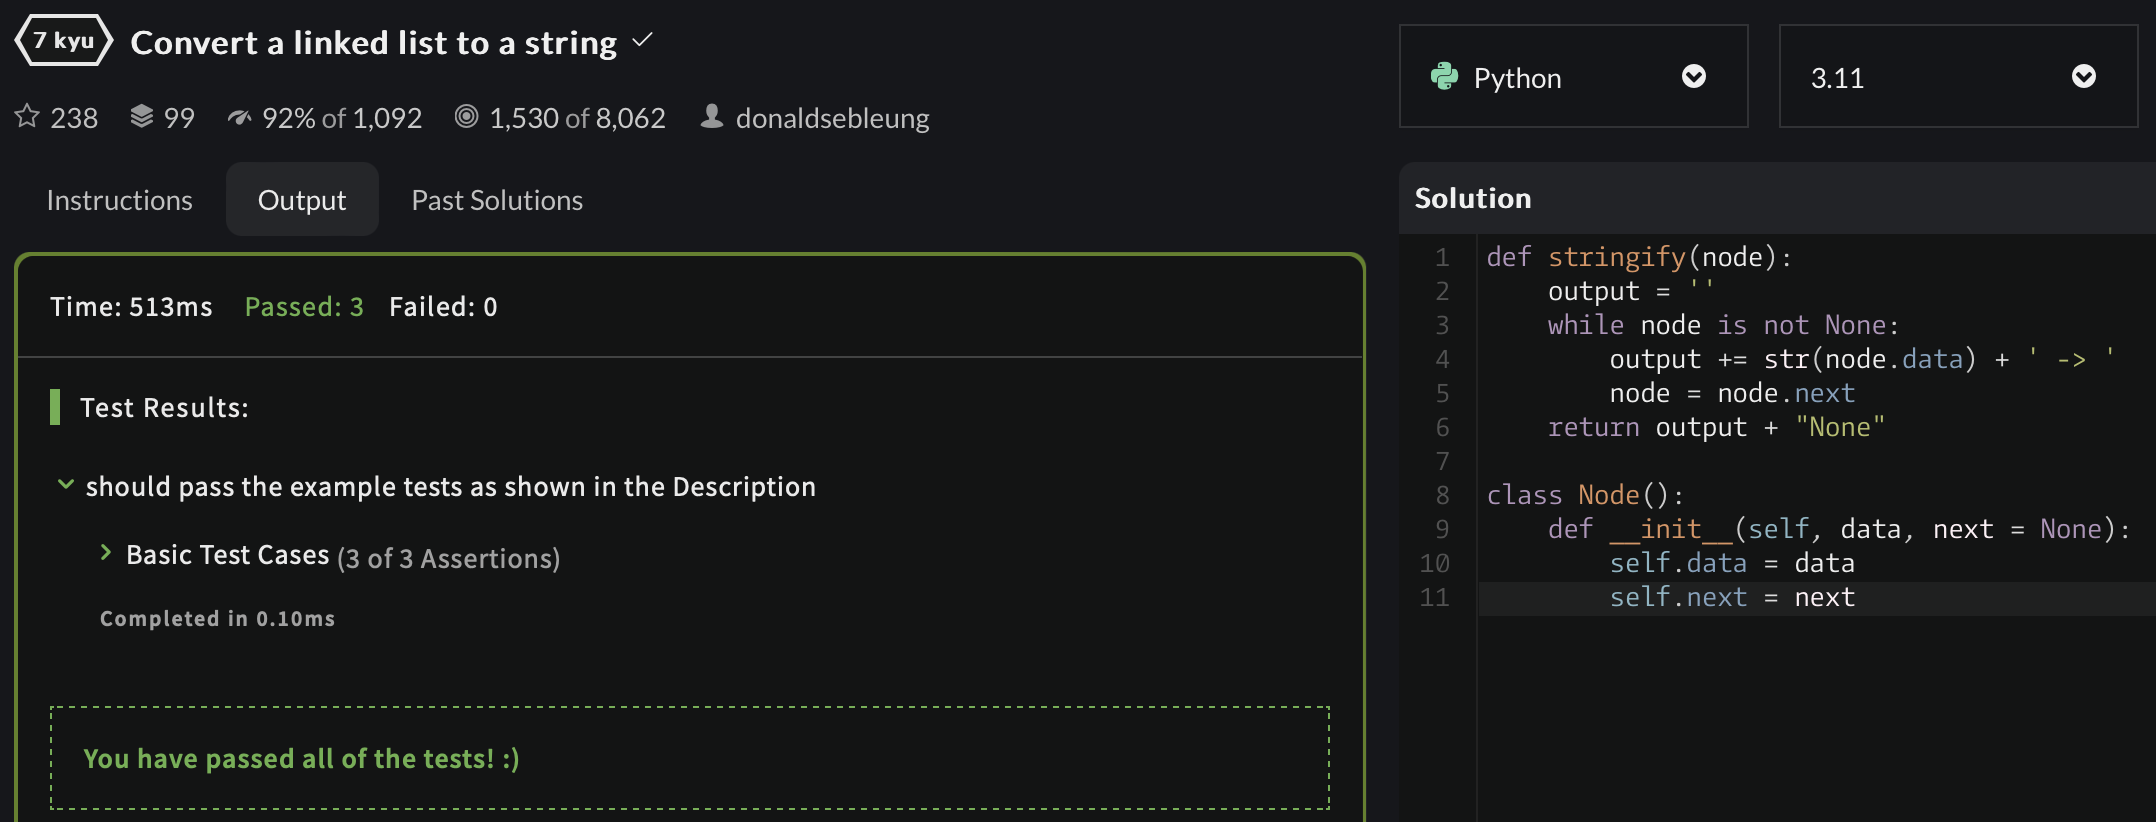 7 kyu Convert a linked list to a string
238 99 92% of 1,092 1,530 of 8,062 donaldsebleung
Instructions Output Past Solutions
Time: 513ms Passed: 3 Failed: 0
Test Results:
should pass the example tests as shown in the Description
Basic Test Cases (3 of 3 Assertions)
Completed in 0.10ms
You have passed all of the tests! :)
Python 3.11
Solution
1 def stringify(node):
2     output = ''
3     while node is not None:
4         output += str(node.data) + ' -> '
5         node = node.next
6     return output + "None"
7
8 class Node():
9     def __init__(self, data, next = None):
10         self.data = data
11         self.next = next